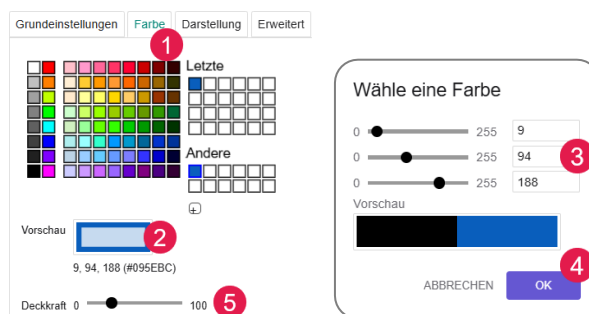 Grundeinstellungen Farbe Darstellung Erweitert
1
Letzte
Andere
Vorschau
2
9, 94, 188 (#095EBC)
Deckkraft 0 100 5
Wähle eine Farbe
0 255 9
0 255 94 3
0 255 188
Vorschau
4
ABBRECHEN OK